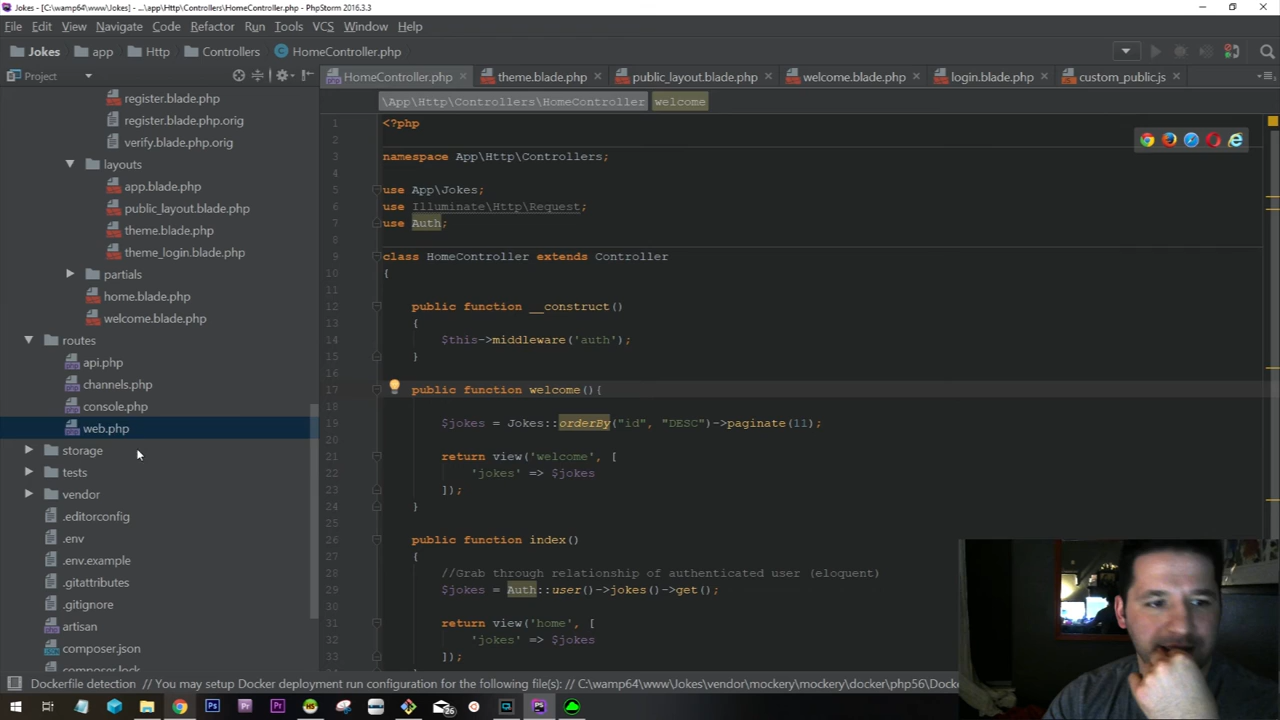 Jokes - [C:\wamp64\www\Jokes] - ...\app\Http\Controllers\HomeController.php - PhpStorm 2016.3.3
File Edit View Navigate Code Refactor Run Tools VCS Window Help
Jokes app Http Controllers HomeController.php
Project
HomeController.php theme.blade.php public_layout.blade.php welcome.blade.php login.blade.php custom_public.js
\App\Http\Controllers\HomeController welcome
register.blade.php
register.blade.php.orig
verify.blade.php.orig
layouts
app.blade.php
public_layout.blade.php
theme.blade.php
theme_login.blade.php
partials
home.blade.php
welcome.blade.php
routes
api.php
channels.php
console.php
web.php
storage
tests
vendor
.editorconfig
.env
.env.example
.gitattributes
.gitignore
artisan
composer.json
composer.lock
1 <?php
2
3 namespace App\Http\Controllers;
4
5 use App\Jokes;
6 use Illuminate\Http\Request;
7 use Auth;
8
9 class HomeController extends Controller
10 {
11
12 public function __construct()
13 {
14 $this->middleware('auth');
15 }
16
17 public function welcome(){
18
19 $jokes = Jokes::orderBy("id", "DESC")->paginate(11);
20
21 return view('welcome', [
22 'jokes' => $jokes
23 ]);
24 }
25
26 public function index()
27 {
28 //Grab through relationship of authenticated user (eloquent)
29 $jokes = Auth::user()->jokes()->get();
30
31 return view('home', [
32 'jokes' => $jokes
33 ]);
Dockerfile detection // You may setup Docker deployment run configuration for the following file(s): // C:\wamp64\www\Jokes\vendor\mockery\mockery\docker\php56\Docke